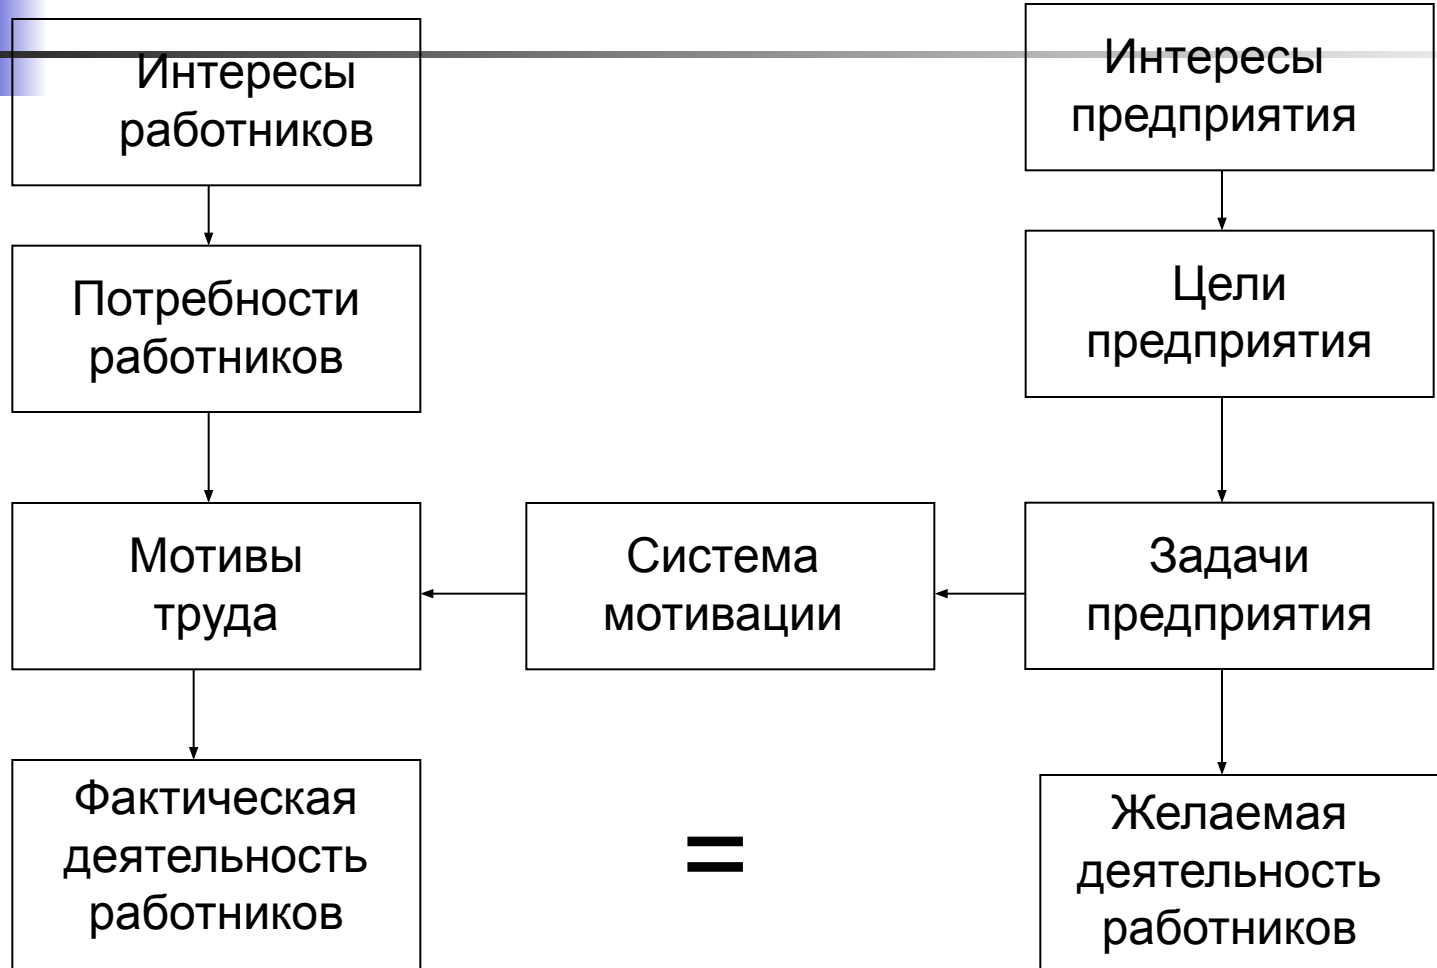 Интересы
работников
Интересы
предприятия
Потребности
работников
Цели
предприятия
Мотивы
труда
Система
мотивации
Задачи
предприятия
Фактическая
деятельность
работников
=
Желаемая
деятельность
работников